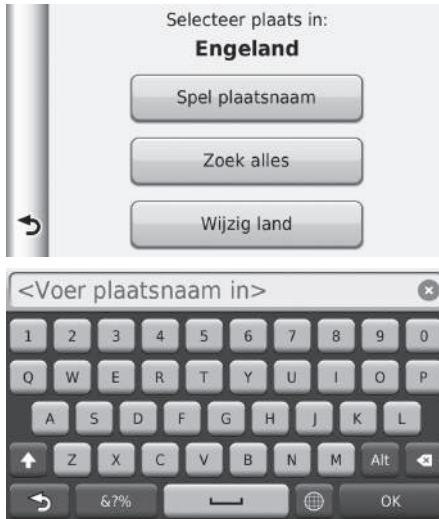 Selecteer plaats in:
Engeland
Spel plaatsnaam
Zoek alles
Wijzig land
<Voer plaatsnaam in>
1 2 3 4 5 6 7 8 9 0
Q W E R T Y U I O P
A S D F G H J K L
Z X C V B N M Alt
&?% OK